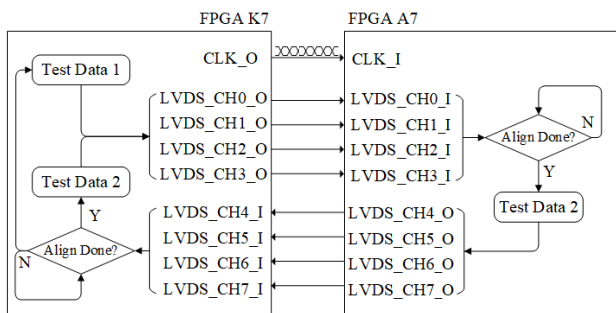 FPGA K7
FPGA A7
CLK_O
CLK_I
Test Data 1
LVDS_CH0_O
LVDS_CH1_O
LVDS_CH2_O
LVDS_CH3_O
LVDS_CH0_I
LVDS_CH1_I
LVDS_CH2_I
LVDS_CH3_I
N
Align Done?
Y
Test Data 2
Test Data 2
Y
Align Done?
N
LVDS_CH4_I
LVDS_CH5_I
LVDS_CH6_I
LVDS_CH7_I
LVDS_CH4_O
LVDS_CH5_O
LVDS_CH6_O
LVDS_CH7_O